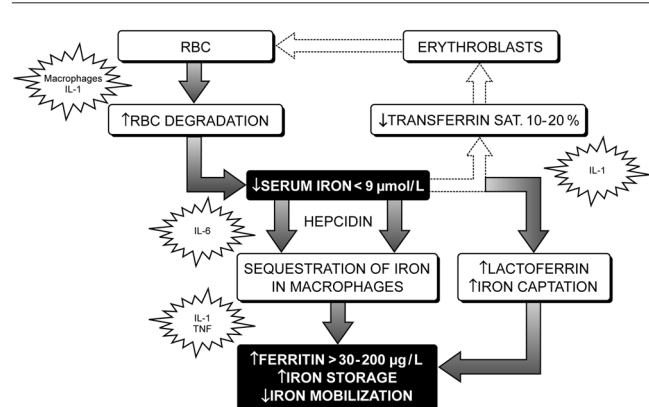 RBC
ERYTHROBLASTS
Macrophages
IL-1
↑RBC DEGRADATION
↓TRANSFERRIN SAT. 10-20 %
IL-1
↓SERUM IRON < 9 µmol/L
HEPCIDIN
IL-6
SEQUESTRATION OF IRON
IN MACROPHAGES
↑LACTOFERRIN
↑IRON CAPTATION
IL-1
TNF
↑FERRITIN > 30-200 µg/L
↑IRON STORAGE
↓IRON MOBILIZATION